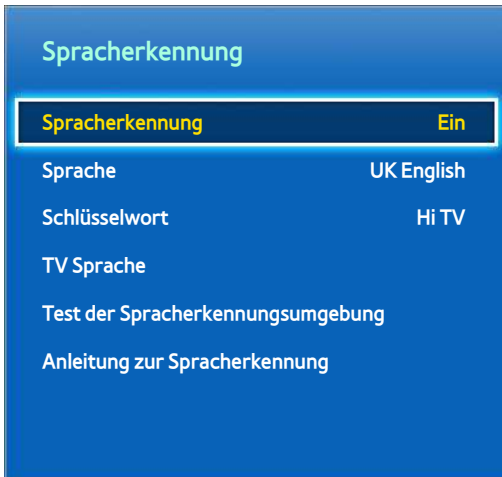 Spracherkennung
Spracherkennung Ein
Sprache UK English
Schlüsselwort Hi TV
TV Sprache
Test der Spracherkennungsumgebung
Anleitung zur Spracherkennung